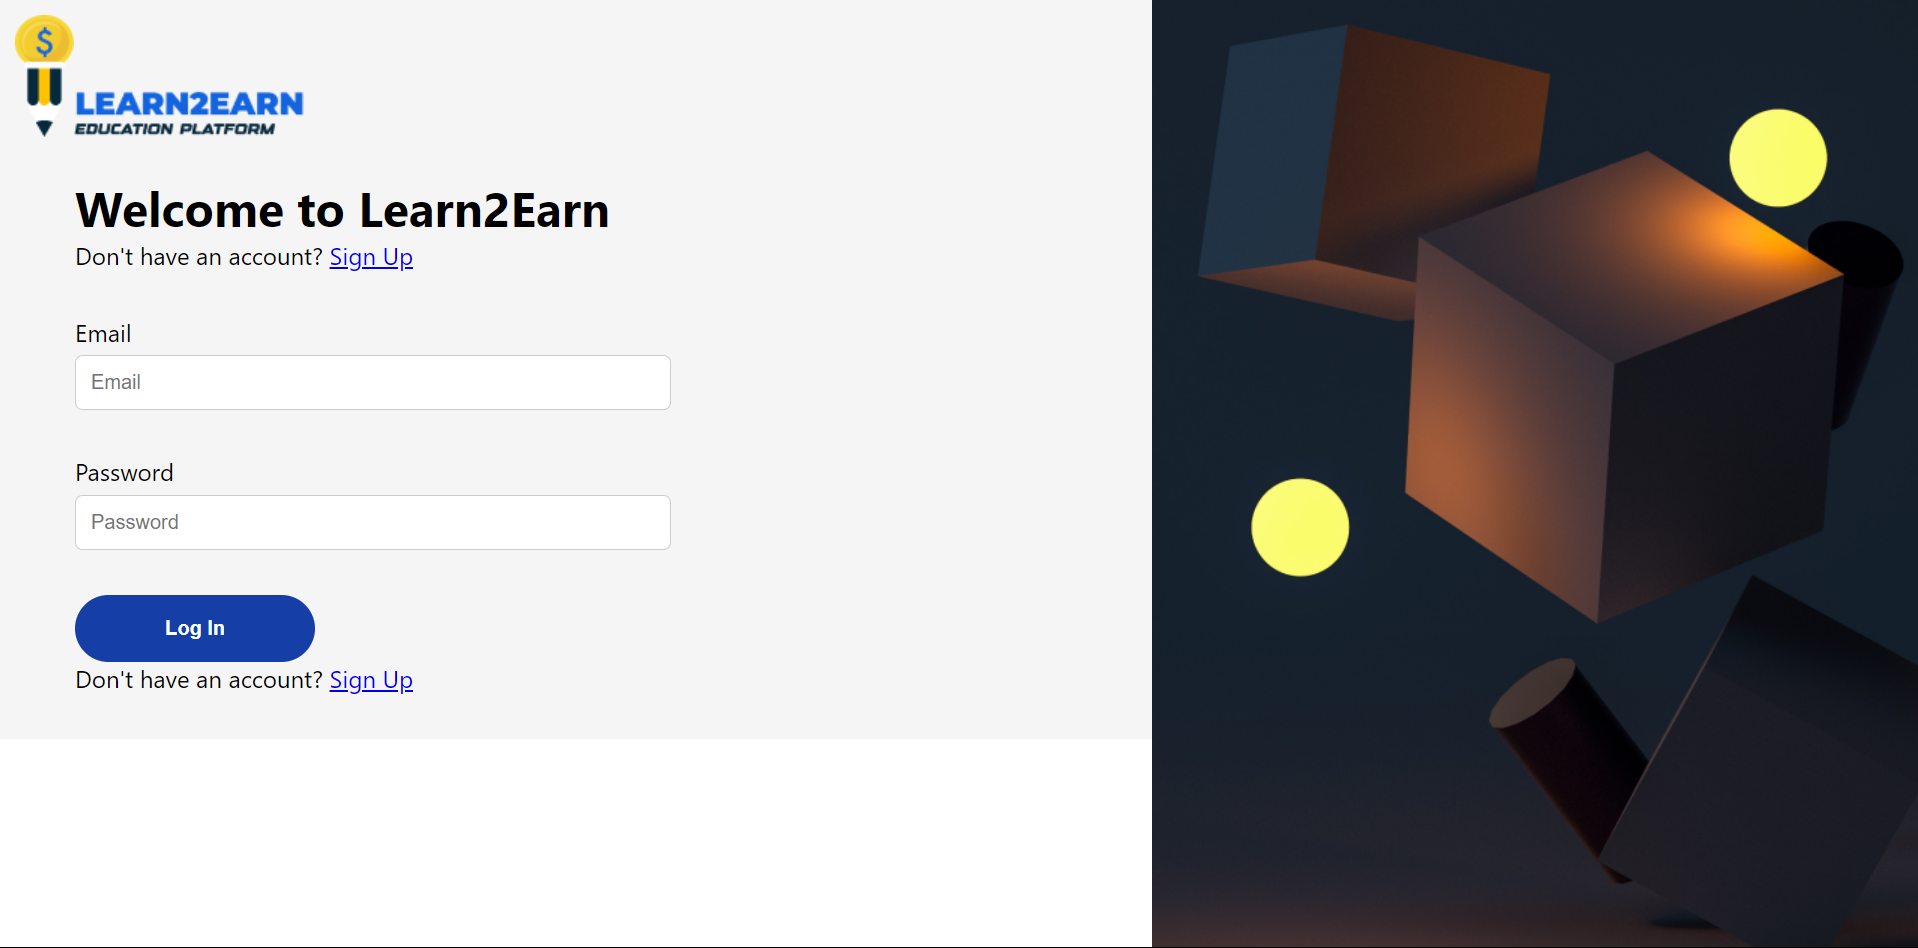 $
LEARN2EARN
EDUCATION PLATFORM
Welcome to Learn2Earn
Don't have an account? Sign Up
Email
Email
Password
Password
Log In
Don't have an account? Sign Up